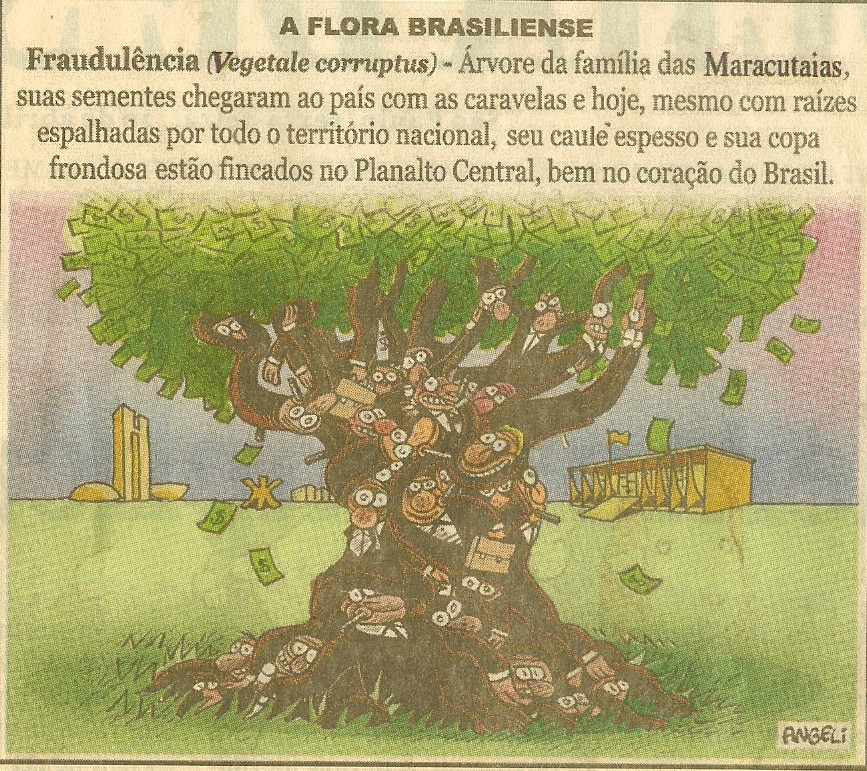 A FLORA BRASILIENSE
Fraudulência (Vegetale corruptus) - Árvore da família das Maracutaias,
suas sementes chegaram ao país com as caravelas e hoje, mesmo com raízes
espalhadas por todo o território nacional, seu caule espesso e sua copa
frondosa estão fincados no Planalto Central, bem no coração do Brasil.
ANGELI